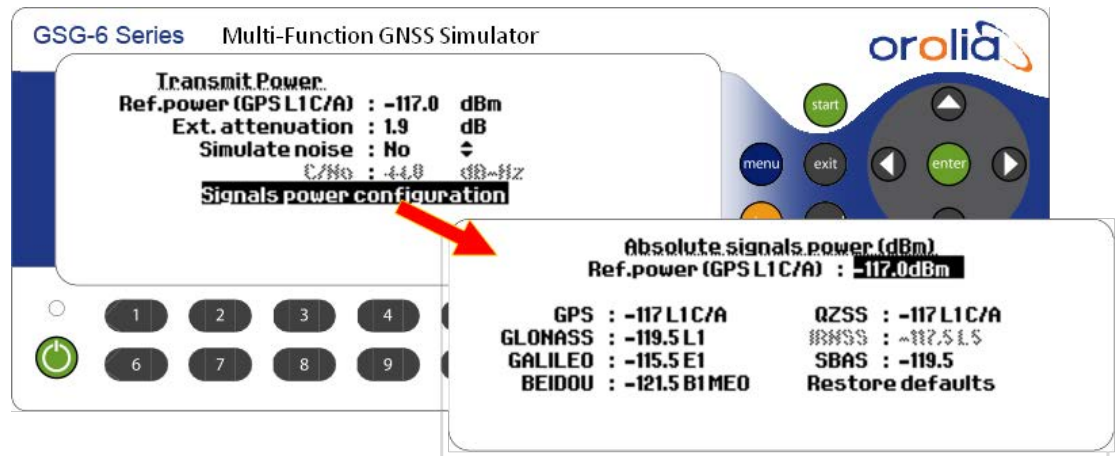 GSG-6 Series Multi-Function GNSS Simulator
orolia
Transmit Power
Ref.power (GPS L1 C/A) : -117.0 dBm
Ext. attenuation : 1.9 dB
Simulate noise : No
C/No : 44.0 dB-Hz
Signals power configuration
start
menu
exit
enter
Absolute signals power (dBm)
Ref.power (GPS L1 C/A) : -117.0dBm
GPS : -117 L1 C/A QZSS : -117 L1 C/A
GLONASS : -119.5 L1 IRNSS : -117.5 L5
GALILEO : -115.5 E1 SBAS : -119.5
BEIDOU : -121.5 B1 MEO Restore defaults
1 2 3 4
6 7 8 9